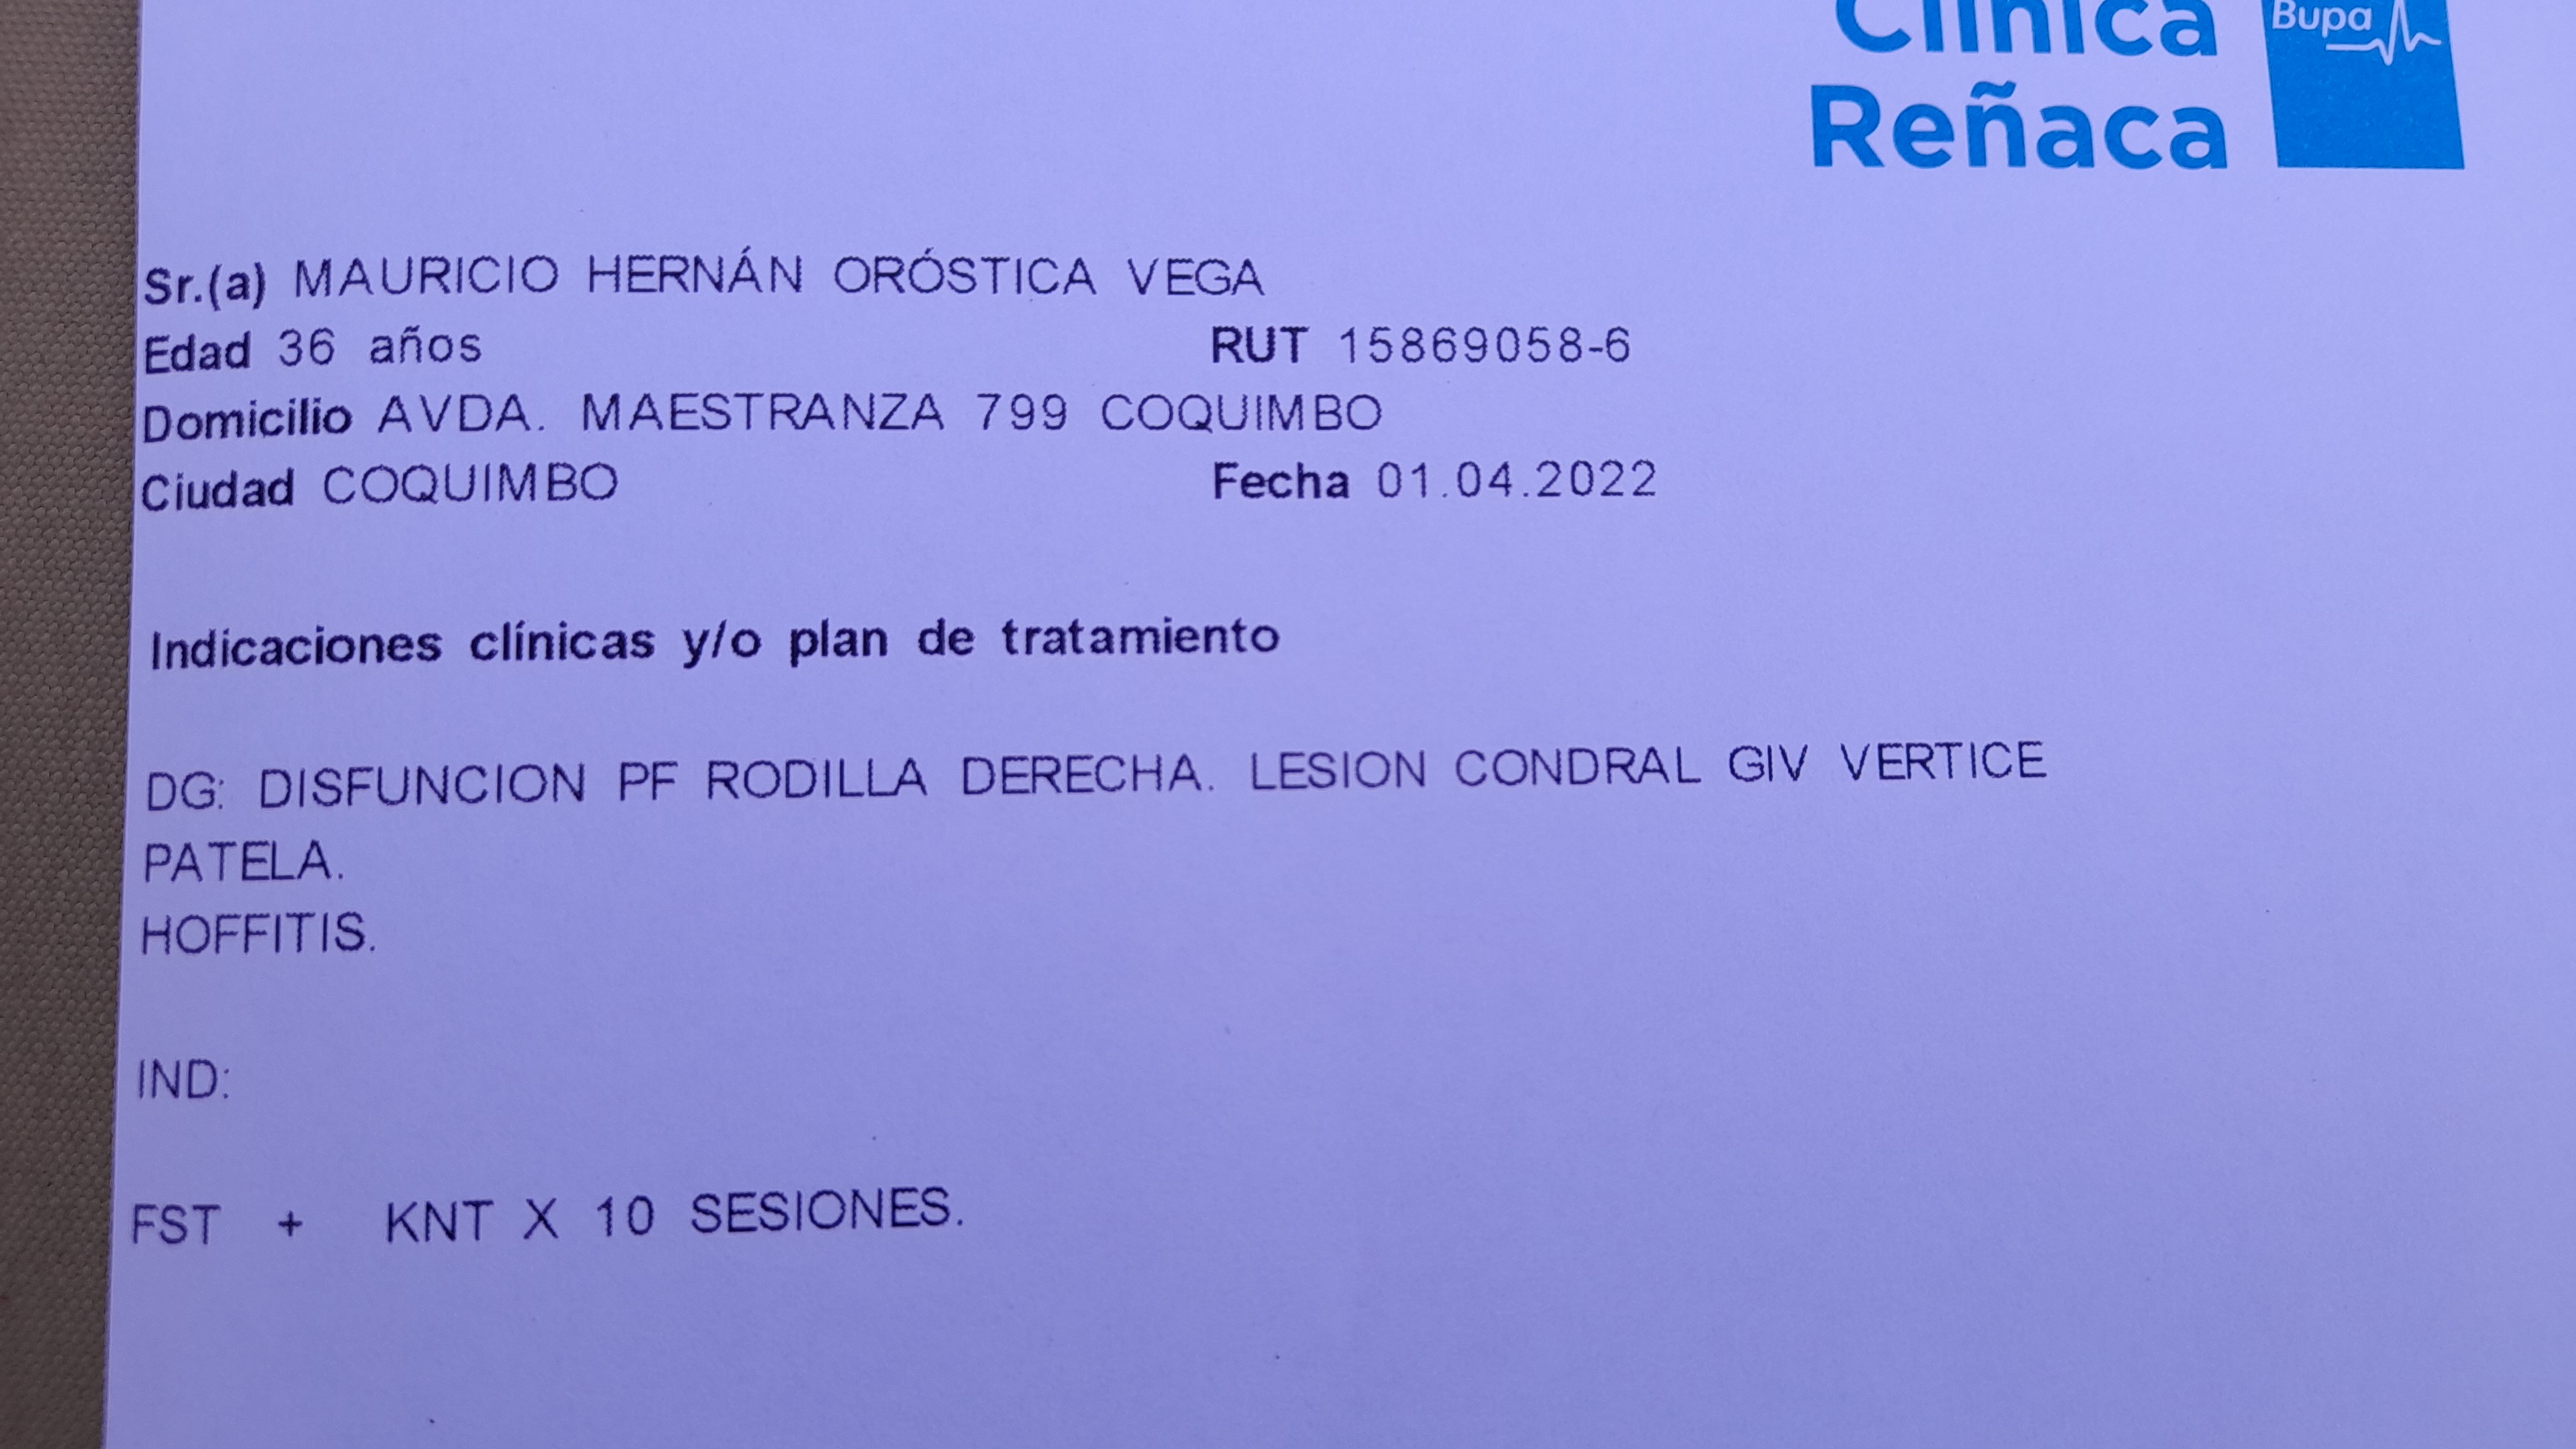 Clínica
Reñaca
Bupa
Sr.(a) MAURICIO HERNÁN ORÓSTICA VEGA
Edad 36 años RUT 15869058-6
Domicilio AVDA. MAESTRANZA 799 COQUIMBO
Ciudad COQUIMBO Fecha 01.04.2022
Indicaciones clínicas y/o plan de tratamiento
DG: DISFUNCION PF RODILLA DERECHA. LESION CONDRAL GIV VERTICE
PATELA.
HOFFITIS.
IND:
FST + KNT X 10 SESIONES.